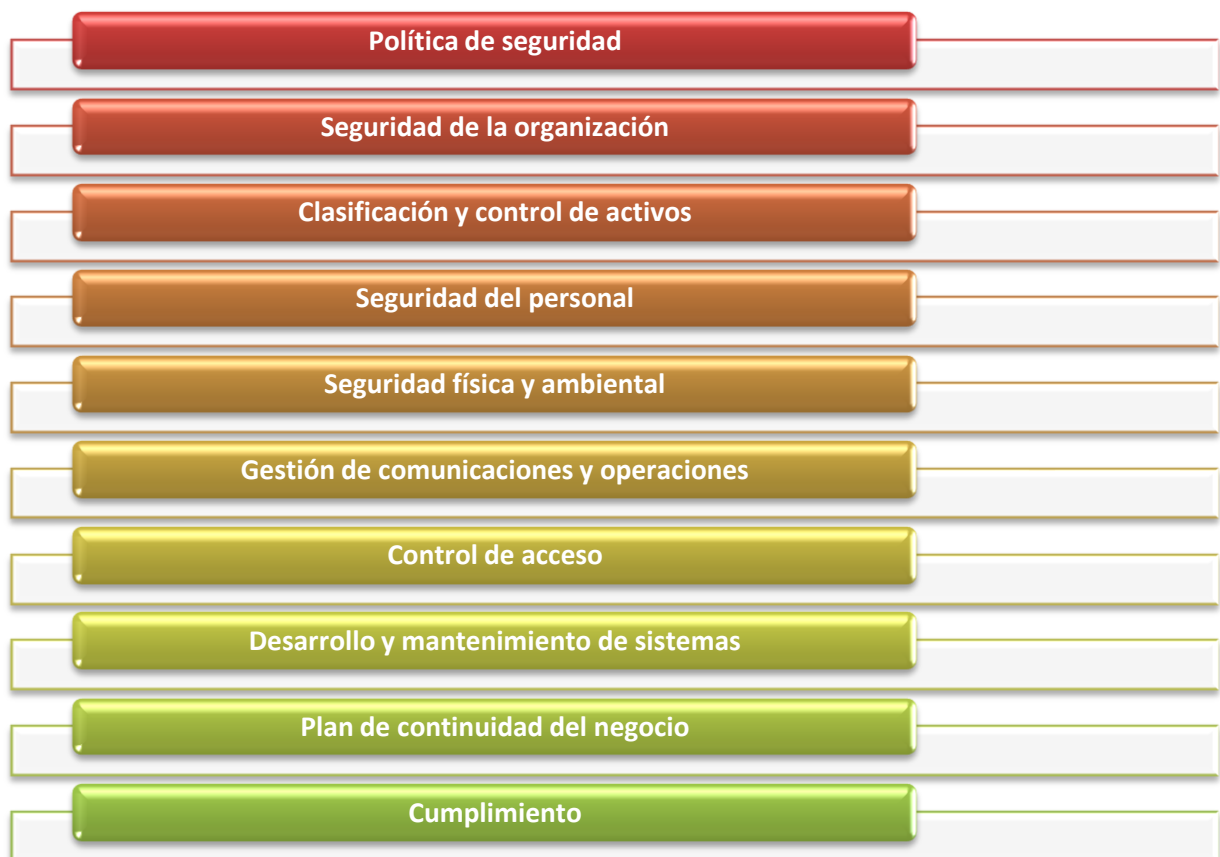 Política de seguridad
Seguridad de la organización
Clasificación y control de activos
Seguridad del personal
Seguridad física y ambiental
Gestión de comunicaciones y operaciones
Control de acceso
Desarrollo y mantenimiento de sistemas
Plan de continuidad del negocio
Cumplimiento